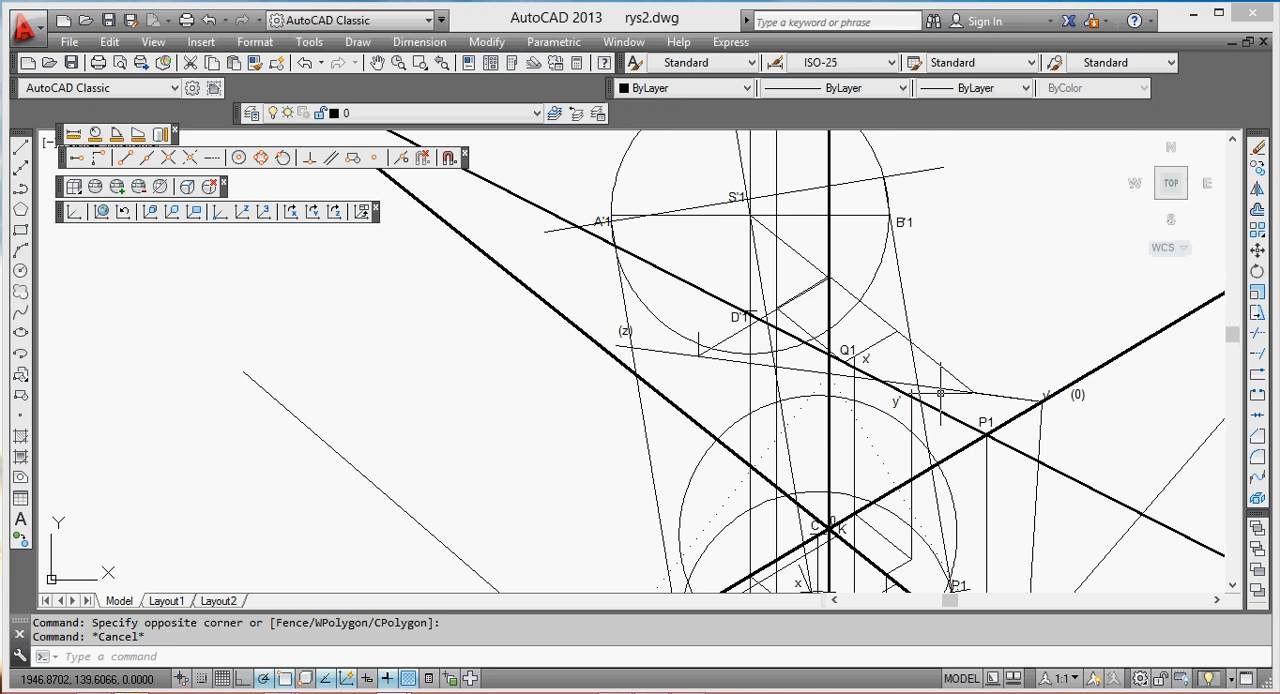 AutoCAD Classic
AutoCAD 2013 rys2.dwg
Type a keyword or phrase
Sign In
File Edit View Insert Format Tools Draw Dimension Modify Parametric Window Help Express
Standard ISO-25 Standard Standard
AutoCAD Classic ByLayer ByLayer ByLayer ByColor
0
N
W TOP E
S
WCS
S'1
A'1
B'1
D'1
(z)
Q1
x'
y'
(0)
P1
C
K
x
P1
Y
X
Model Layout1 Layout2
Command: Specify opposite corner or [Fence/WPolygon/CPolygon]:
Command: *Cancel*
Type a command
1946.8702, 139.6066, 0.0000
MODEL
1:1